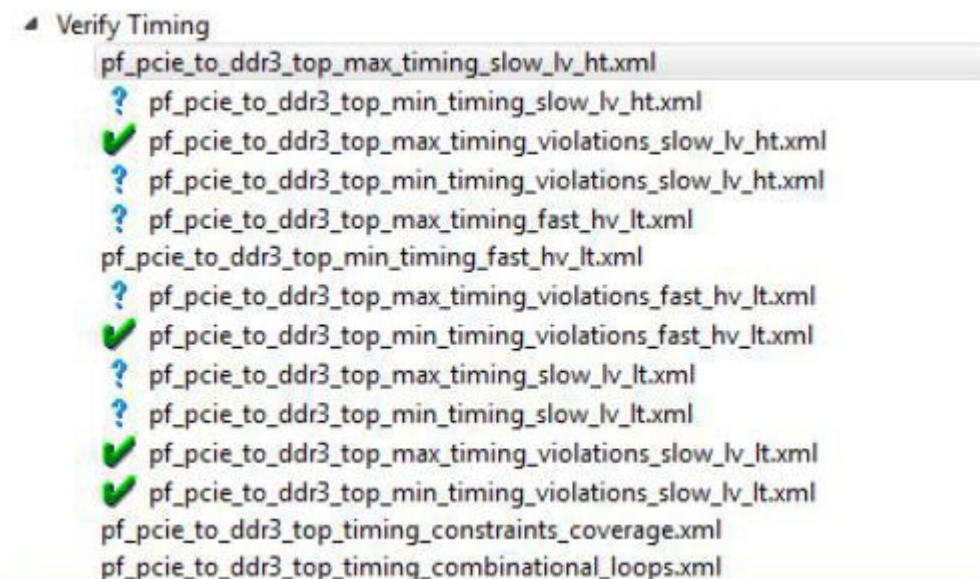 Verify Timing
pf_pcie_to_ddr3_top_max_timing_slow_lv_ht.xml
pf_pcie_to_ddr3_top_min_timing_slow_lv_ht.xml
pf_pcie_to_ddr3_top_max_timing_violations_slow_lv_ht.xml
pf_pcie_to_ddr3_top_min_timing_violations_slow_lv_ht.xml
pf_pcie_to_ddr3_top_max_timing_fast_hv_lt.xml
pf_pcie_to_ddr3_top_min_timing_fast_hv_lt.xml
pf_pcie_to_ddr3_top_max_timing_violations_fast_hv_lt.xml
pf_pcie_to_ddr3_top_min_timing_violations_fast_hv_lt.xml
pf_pcie_to_ddr3_top_max_timing_slow_lv_lt.xml
pf_pcie_to_ddr3_top_min_timing_slow_lv_lt.xml
pf_pcie_to_ddr3_top_max_timing_violations_slow_lv_lt.xml
pf_pcie_to_ddr3_top_min_timing_violations_slow_lv_lt.xml
pf_pcie_to_ddr3_top_timing_constraints_coverage.xml
pf_pcie_to_ddr3_top_timing_combinational_loops.xml